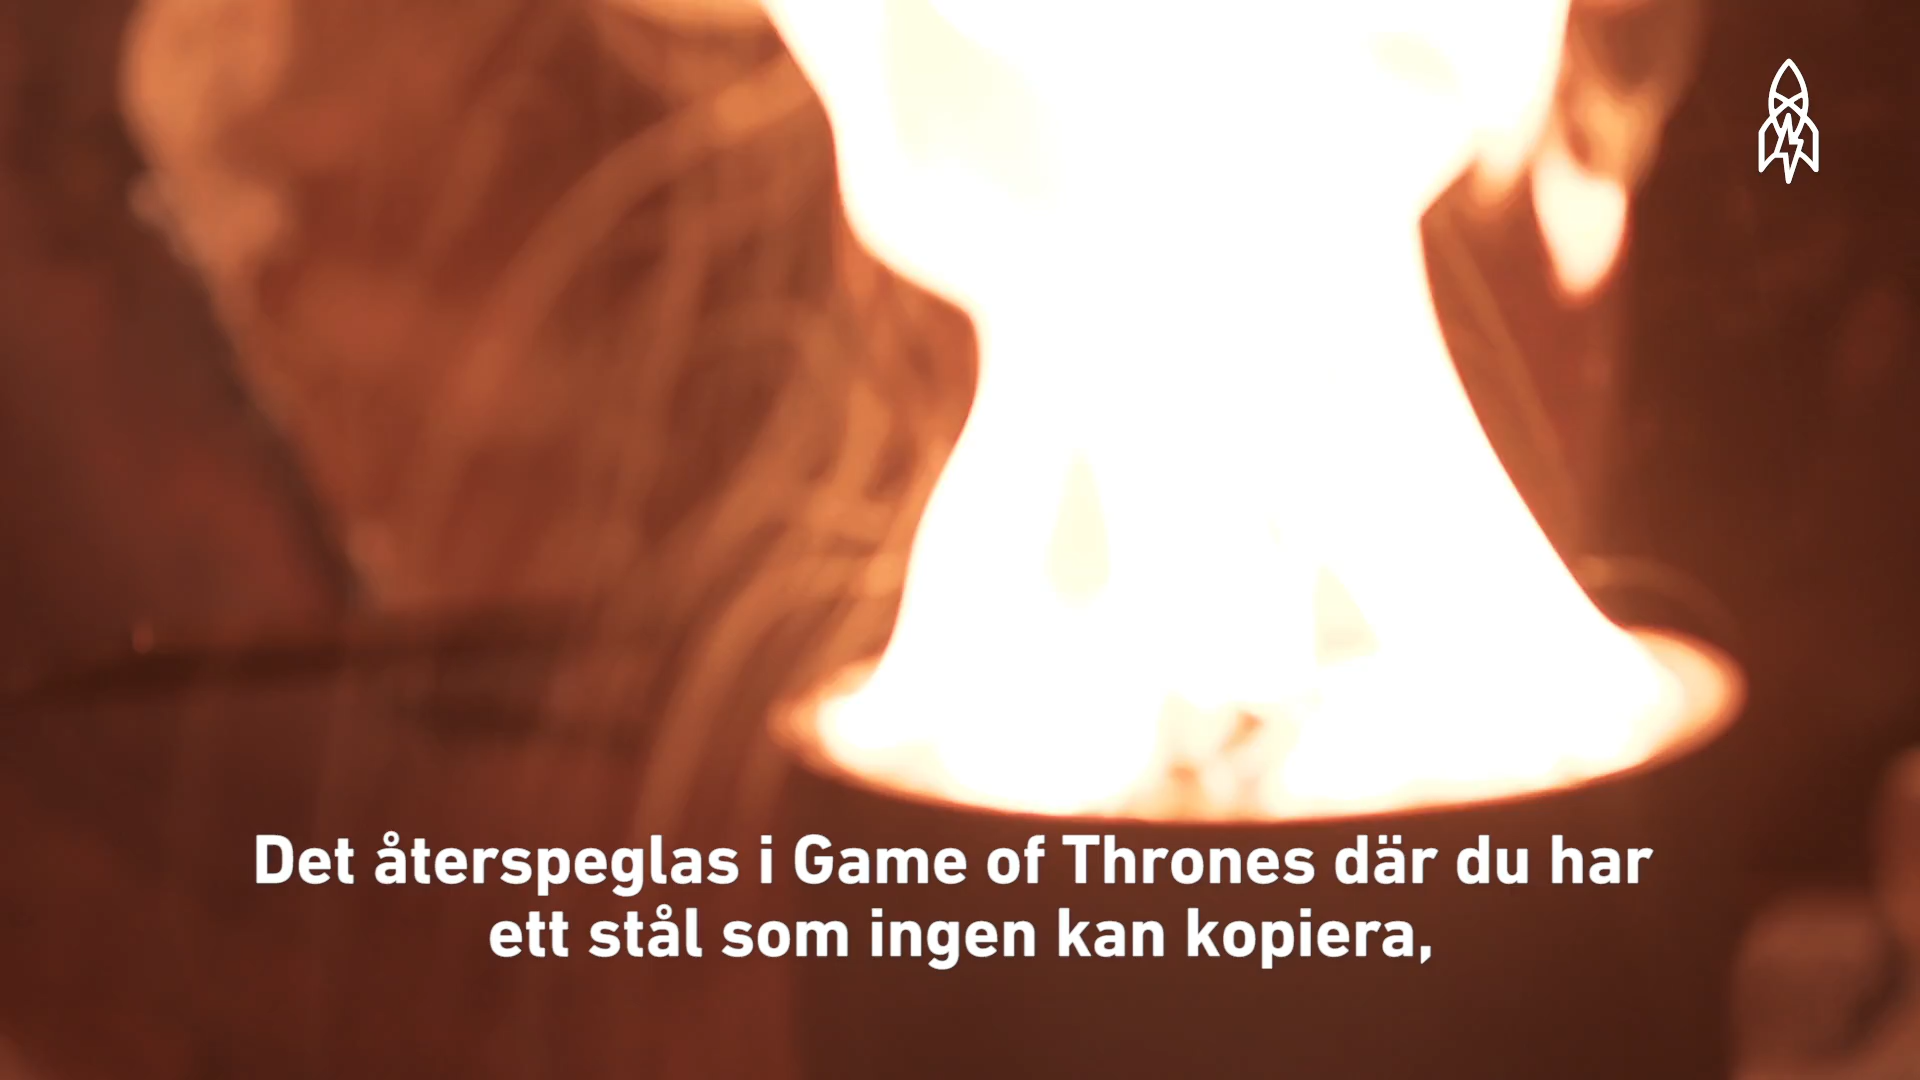 Det återspeglas i Game of Thrones där du har
ett stål som ingen kan kopiera,